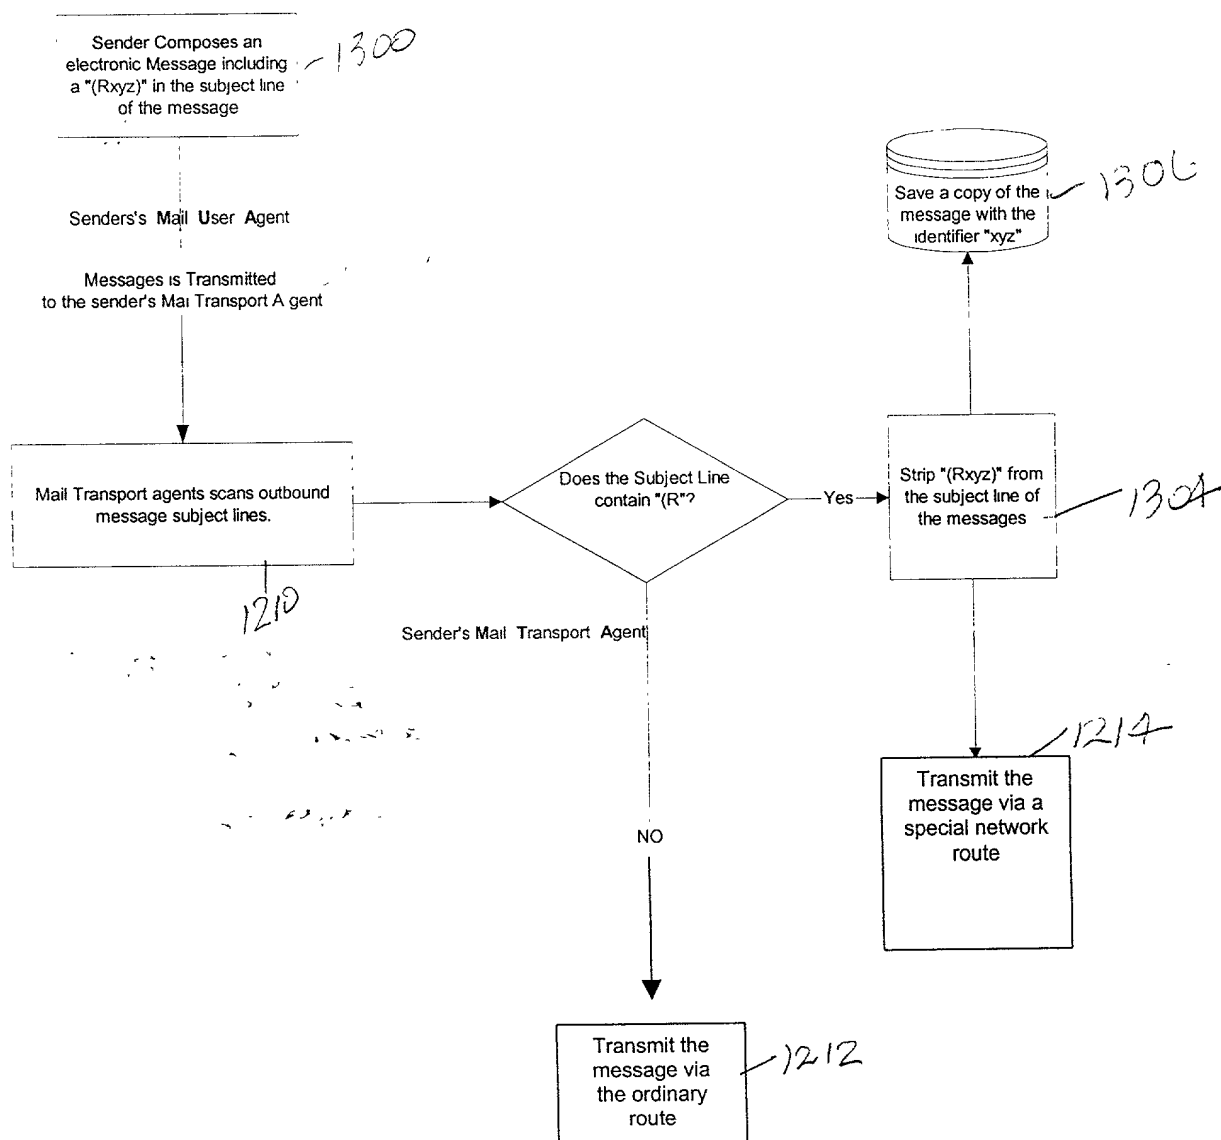 Sender Composes an
electronic Message including
a "(Rxyz)" in the subject line
of the message
1300
Senders's Mail User Agent
Messages is Transmitted
to the sender's Mail Transport A gent
Mail Transport agents scans outbound
message subject lines.
1210
Does the Subject Line
contain "(R"?
Yes
Sender's Mail Transport Agent
NO
Save a copy of the
message with the
identifier "xyz"
1306
Strip "(Rxyz)" from
the subject line of
the messages
1304
1214
Transmit the
message via a
special network
route
Transmit the
message via
the ordinary
route
1212